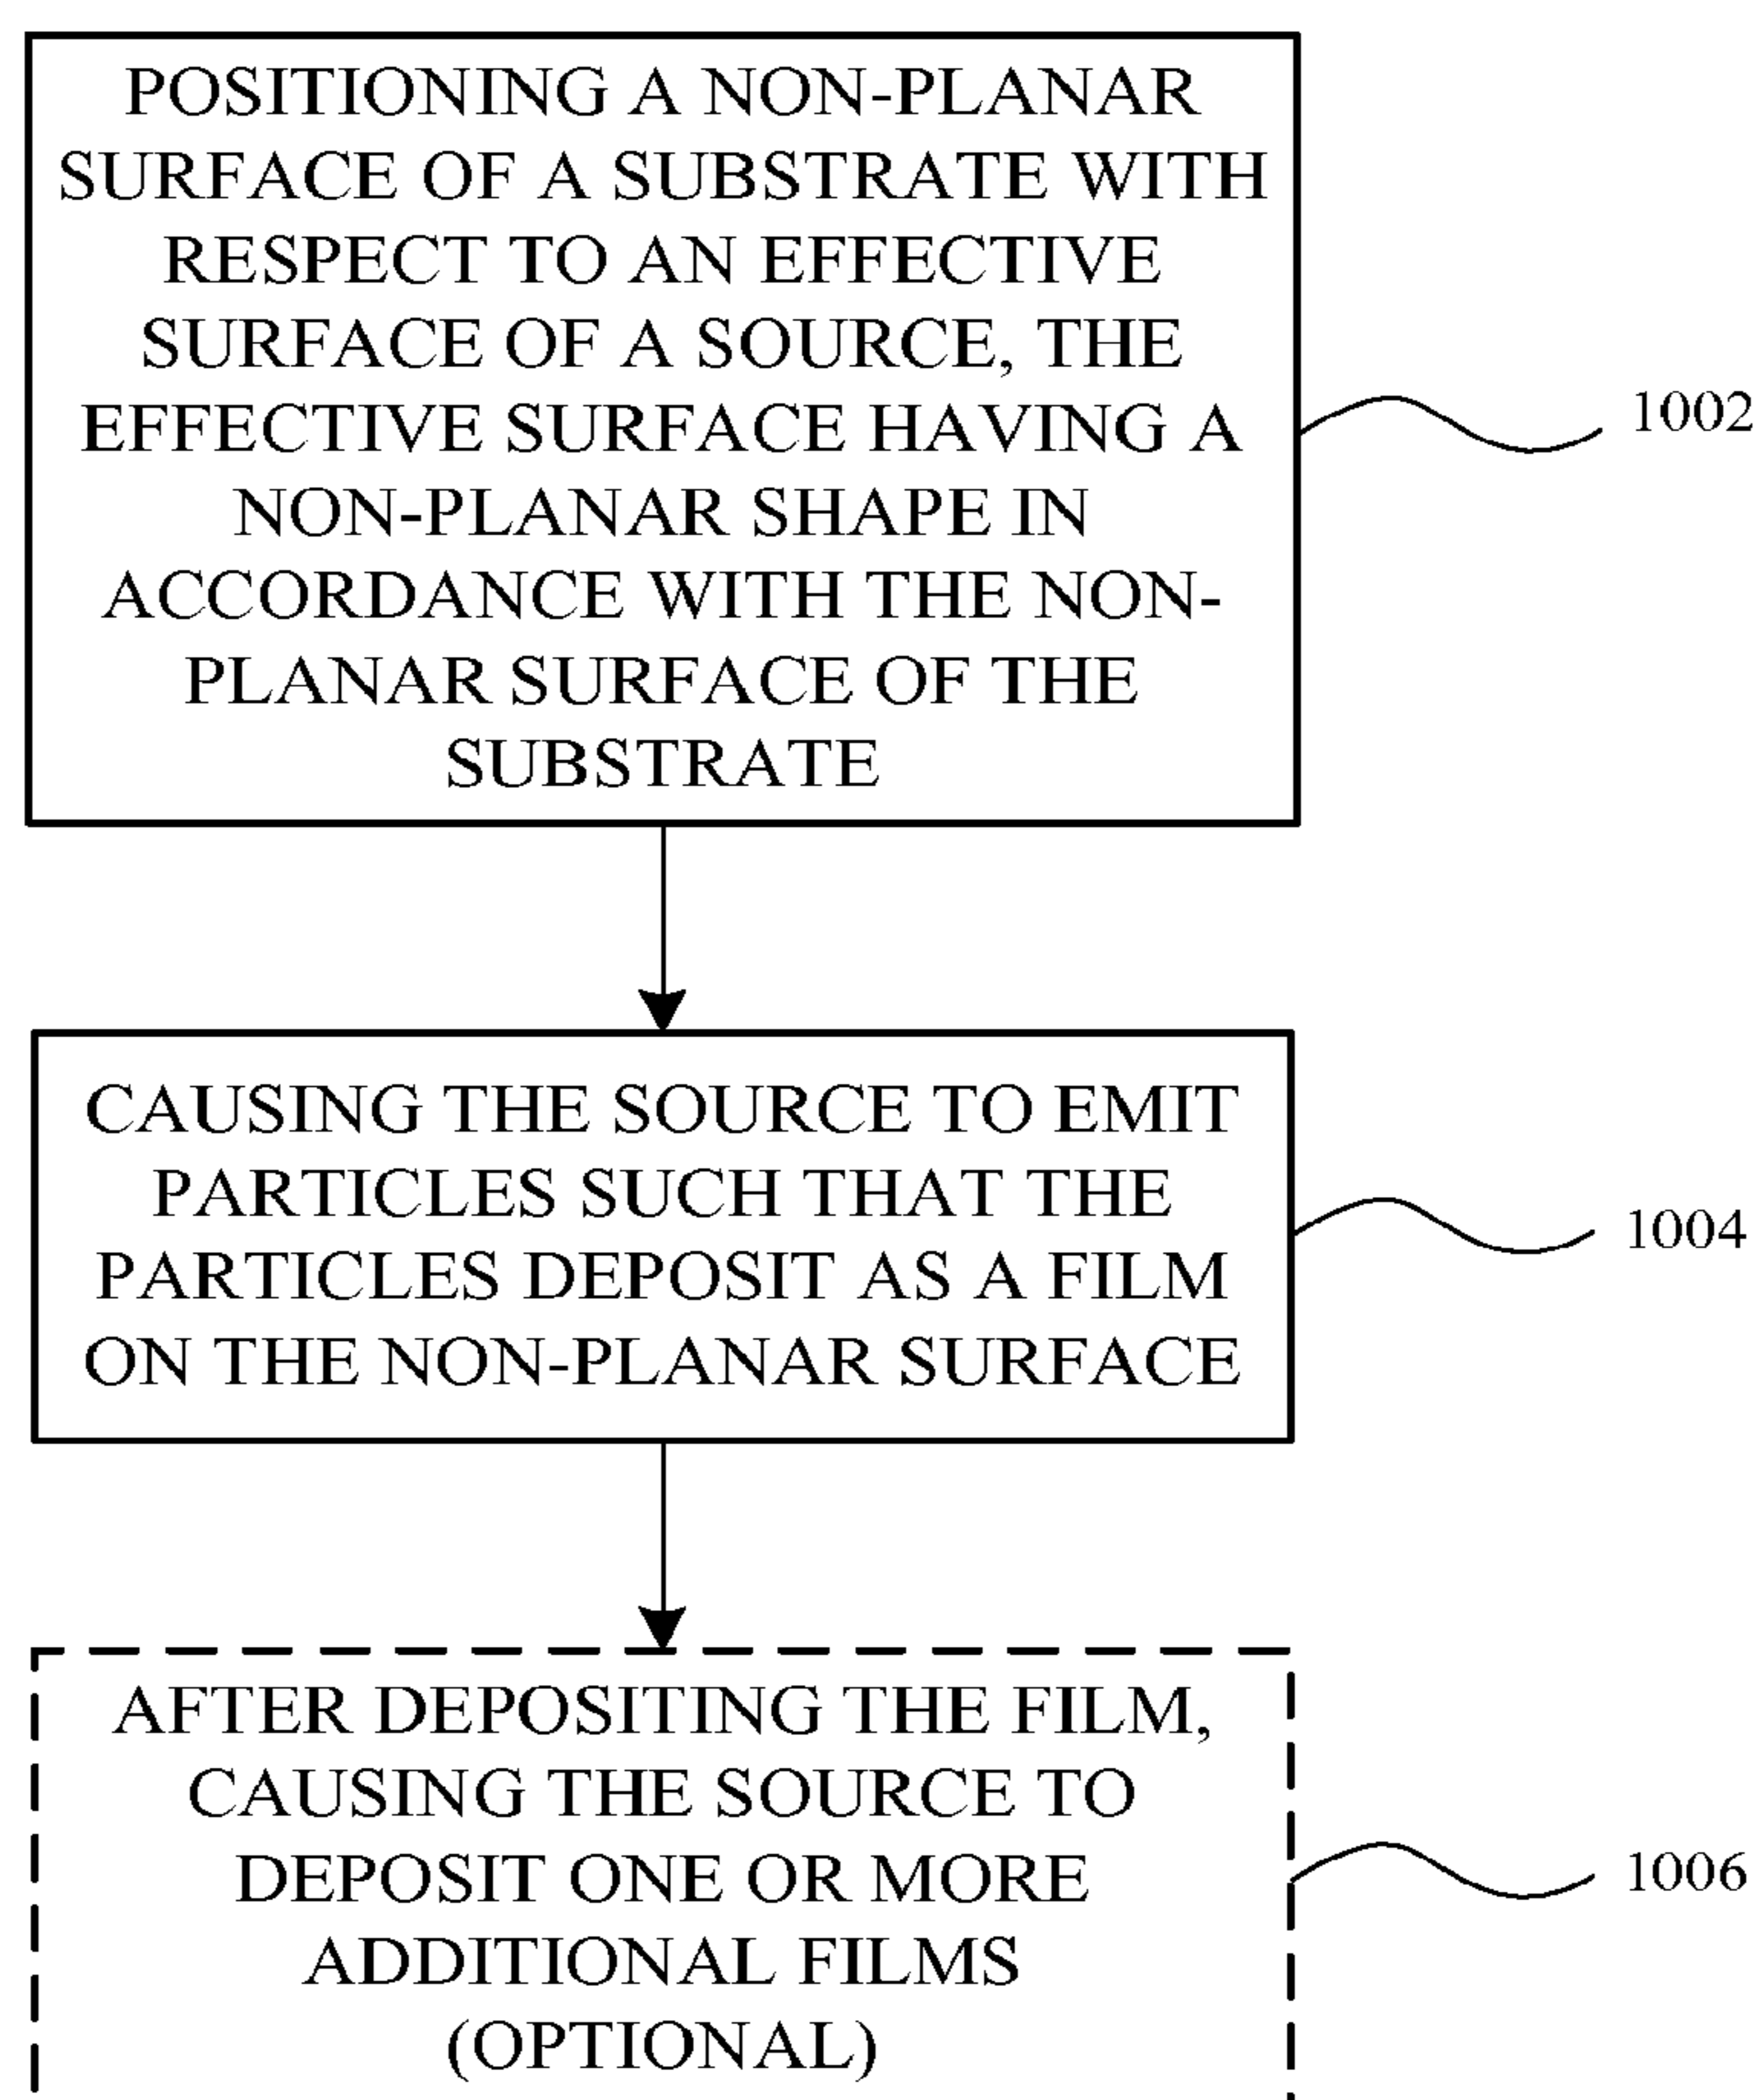 POSITIONING A NON-PLANAR
SURFACE OF A SUBSTRATE WITH
RESPECT TO AN EFFECTIVE
SURFACE OF A SOURCE, THE
EFFECTIVE SURFACE HAVING A
NON-PLANAR SHAPE IN
ACCORDANCE WITH THE NON-
PLANAR SURFACE OF THE
SUBSTRATE
1002
CAUSING THE SOURCE TO EMIT
PARTICLES SUCH THAT THE
PARTICLES DEPOSIT AS A FILM
ON THE NON-PLANAR SURFACE
1004
AFTER DEPOSITING THE FILM,
CAUSING THE SOURCE TO
DEPOSIT ONE OR MORE
ADDITIONAL FILMS
(OPTIONAL)
1006